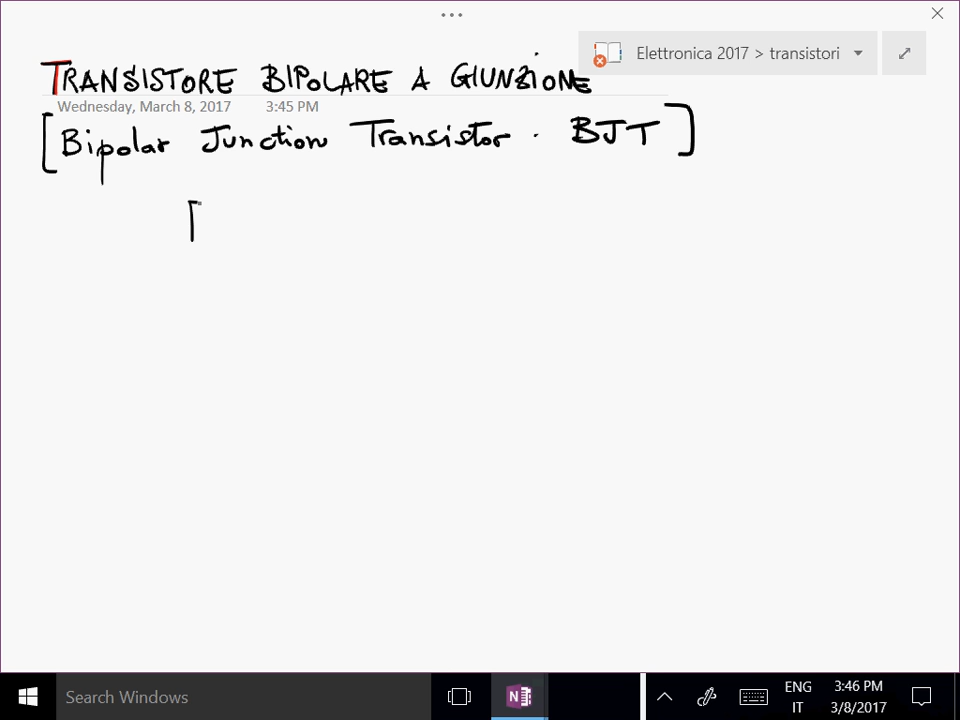 Elettronica 2017 > transistori
TRANSISTORE BIPOLARE A GIUNZIONE
Wednesday, March 8, 2017 3:45 PM
[Bipolar Junction Transistor · BJT]
Search Windows
N
ENG
IT
3:46 PM
3/8/2017